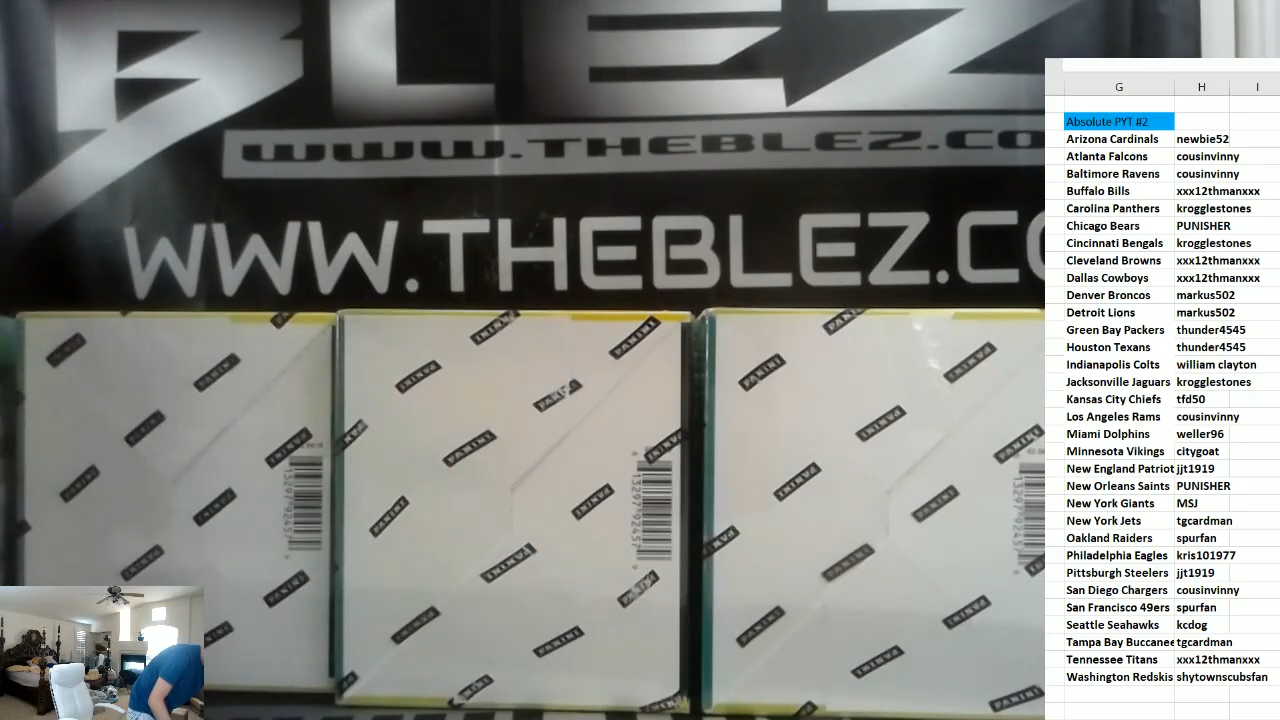 BLEZ
WWW.THEBLEZ.CO
WWW.THEBLEZ.CO
PANINI
G H I
Absolute PYT #2
Arizona Cardinals newbie52
Atlanta Falcons cousinvinny
Baltimore Ravens cousinvinny
Buffalo Bills xxx12thmanxxx
Carolina Panthers krogglestones
Chicago Bears PUNISHER
Cincinnati Bengals krogglestones
Cleveland Browns xxx12thmanxxx
Dallas Cowboys xxx12thmanxxx
Denver Broncos markus502
Detroit Lions markus502
Green Bay Packers thunder4545
Houston Texans thunder4545
Indianapolis Colts william clayton
Jacksonville Jaguars krogglestones
Kansas City Chiefs tfd50
Los Angeles Rams cousinvinny
Miami Dolphins weller96
Minnesota Vikings citygoat
New England Patriot jjt1919
New Orleans Saints PUNISHER
New York Giants MSJ
New York Jets tgcardman
Oakland Raiders spurfan
Philadelphia Eagles kris101977
Pittsburgh Steelers jjt1919
San Diego Chargers cousinvinny
San Francisco 49ers spurfan
Seattle Seahawks kcdog
Tampa Bay Buccanee tgcardman
Tennessee Titans xxx12thmanxxx
Washington Redskis shytownscubsfan